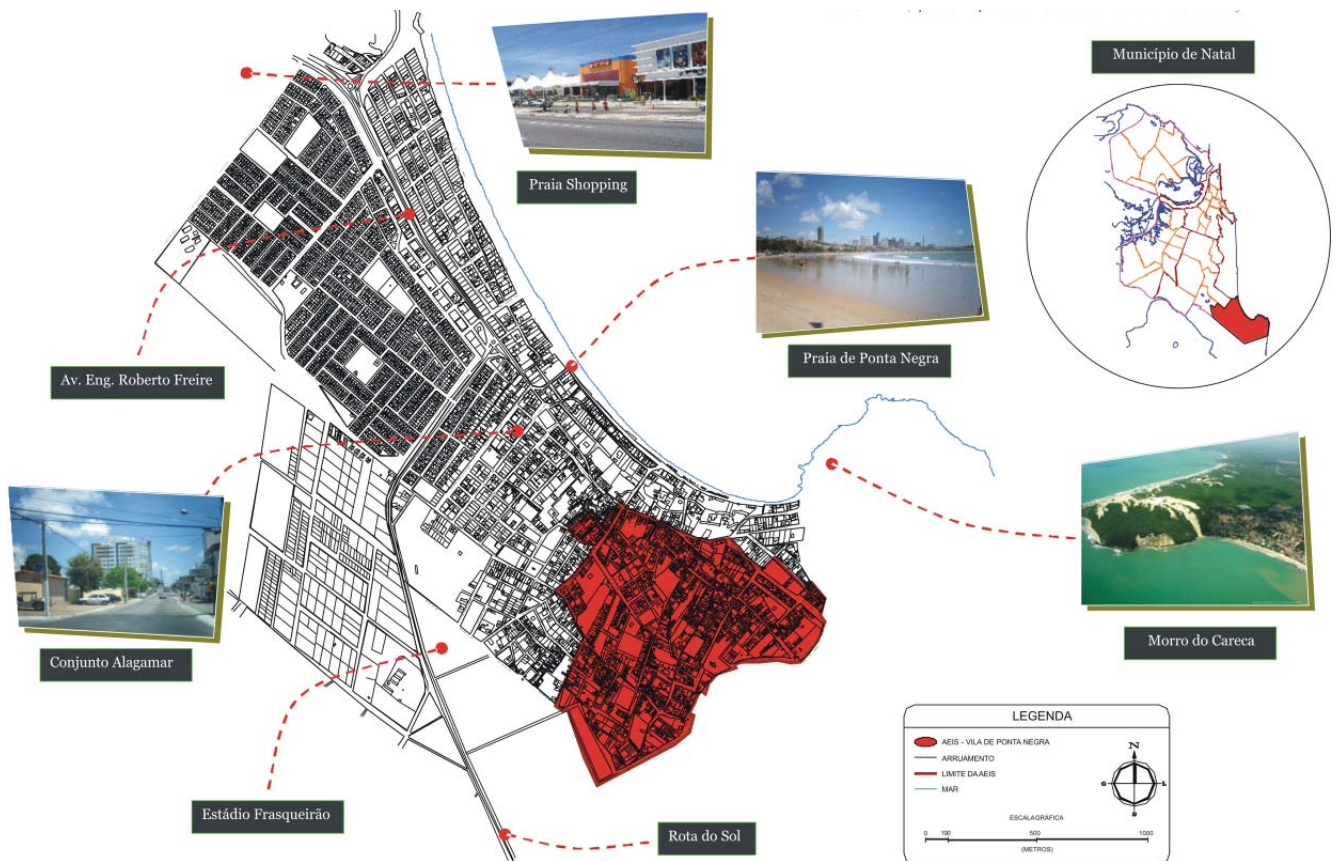 Município de Natal
Praia Shopping
Praia de Ponta Negra
Av. Eng. Roberto Freire
Conjunto Alagamar
Morro do Careca
Estádio Frasqueirão
Rota do Sol
LEGENDA
AEIS - VILA DE PONTA NEGRA
ARRUAMENTO
LIMITE DA AEIS
MAR
N
O
L
S
ESCALA GRÁFICA
0 100 500 1000
(METROS)